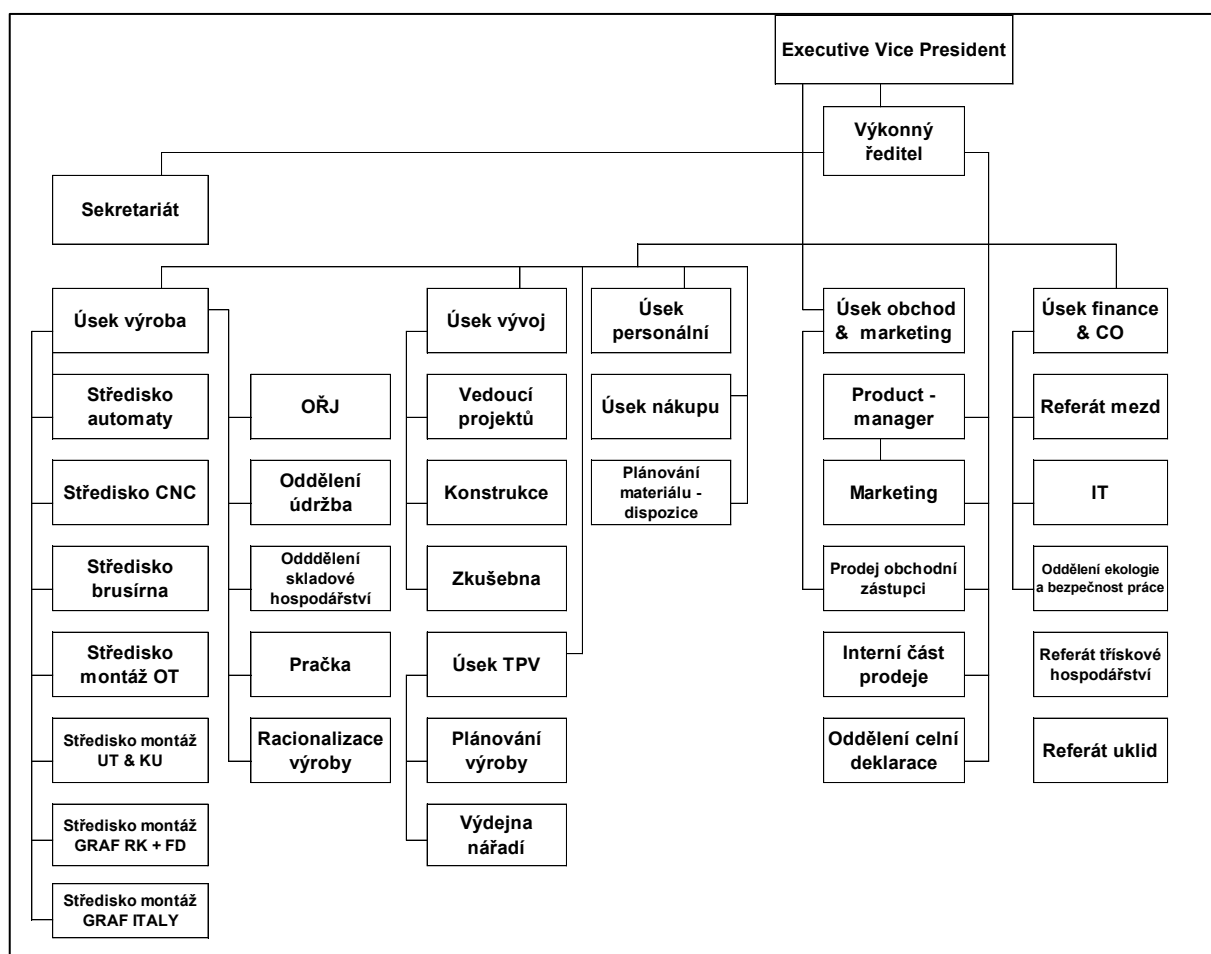 Executive Vice President
Výkonný
ředitel
Sekretariát
Úsek výroba
Úsek vývoj
Úsek
personální
Úsek obchod
& marketing
Úsek finance
& CO
Středisko
automaty
OŘJ
Vedoucí
projektů
Úsek nákupu
Product -
manager
Referát mezd
Středisko CNC
Oddělení
údržba
Konstrukce
Plánování
materiálu -
dispozice
Marketing
IT
Středisko
brusírna
Odddělení
skladové
hospodářství
Zkušebna
Prodej obchodní
zástupci
Oddělení ekologie
a bezpečnost práce
Středisko
montáž OT
Pračka
Úsek TPV
Interní část
prodeje
Referát třískové
hospodářství
Středisko montáž
UT & KU
Racionalizace
výroby
Plánování
výroby
Oddělení celní
deklarace
Referát uklid
Středisko montáž
GRAF RK + FD
Výdejna
nářadí
Středisko montáž
GRAF ITALY